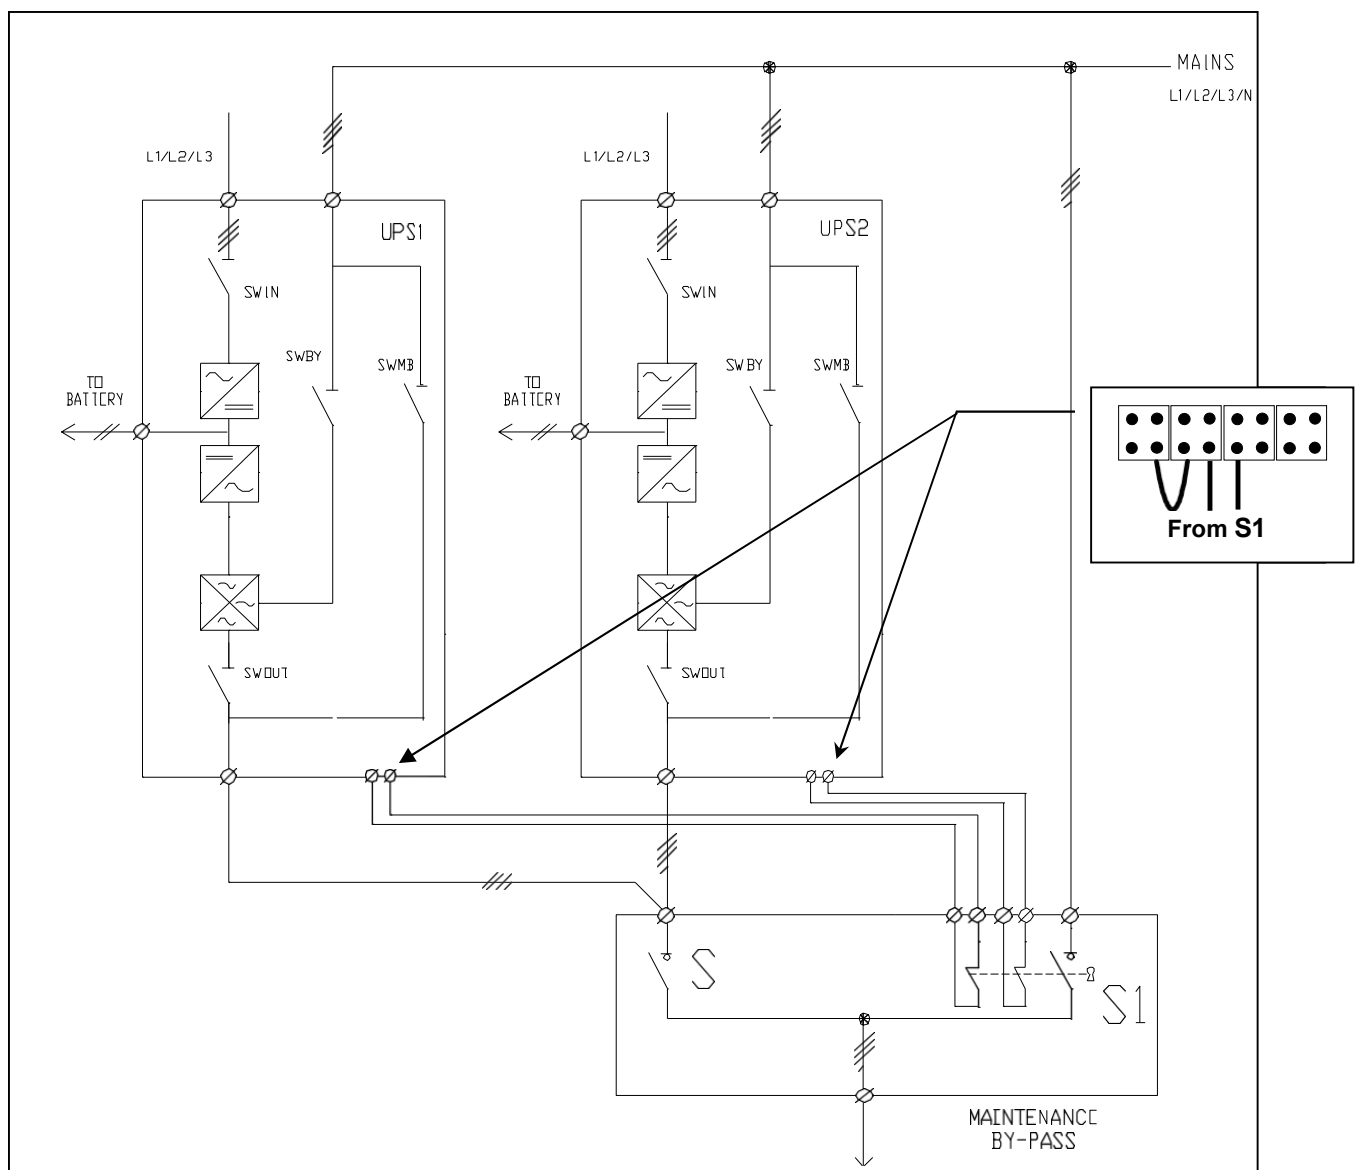 MAINS
L1/L2/L3/N
L1/L2/L3
L1/L2/L3
UPS1
UPS2
SWIN
SWIN
SWBY
SWMB
SWBY
SWMB
TO
BATTERY
TO
BATTERY
From S1
SWOUT
SWOUT
S
S1
MAINTENANCE
BY-PASS